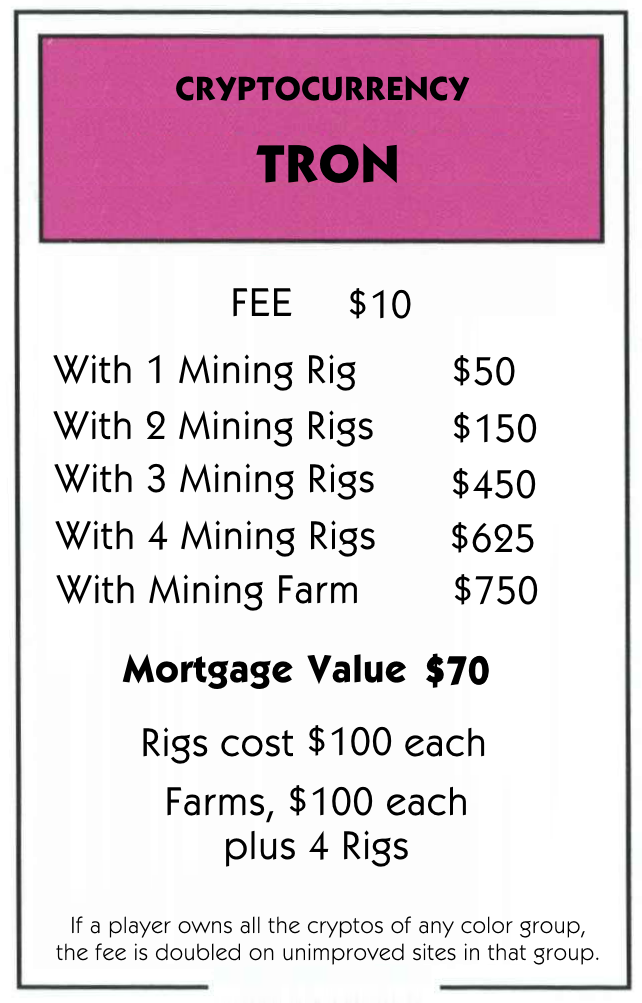 CRYPTOCURRENCY
TRON
FEE $10
With 1 Mining Rig $50
With 2 Mining Rigs $150
With 3 Mining Rigs $450
With 4 Mining Rigs $625
With Mining Farm $750
Mortgage Value $70
Rigs cost $100 each
Farms, $100 each
plus 4 Rigs
If a player owns all the cryptos of any color group,
the fee is doubled on unimproved sites in that group.